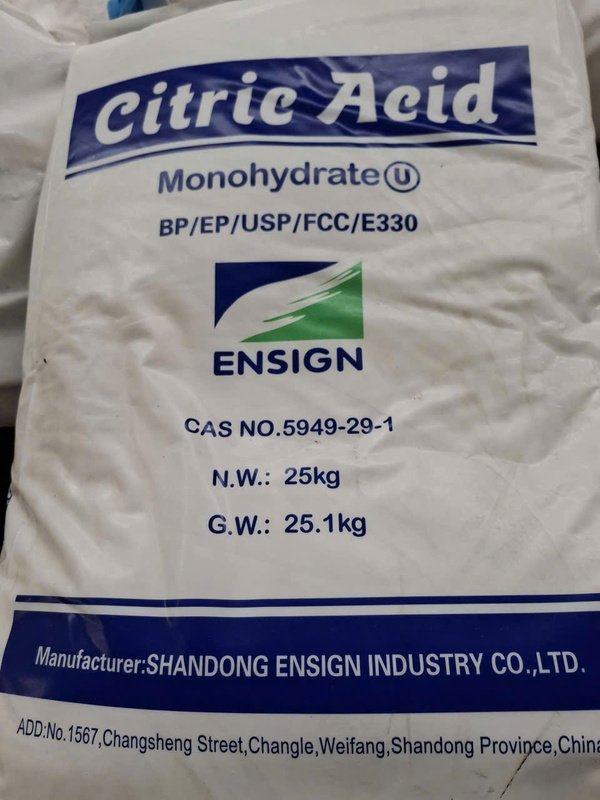 Citric Acid
Monohydrate Ⓤ
BP/EP/USP/FCC/E330
ENSIGN
CAS NO.5949-29-1
N.W.: 25kg
G.W.: 25.1kg
Manufacturer:SHANDONG ENSIGN INDUSTRY CO.,LTD.
ADD:No.1567,Changsheng Street,Changle,Weifang,Shandong Province,China